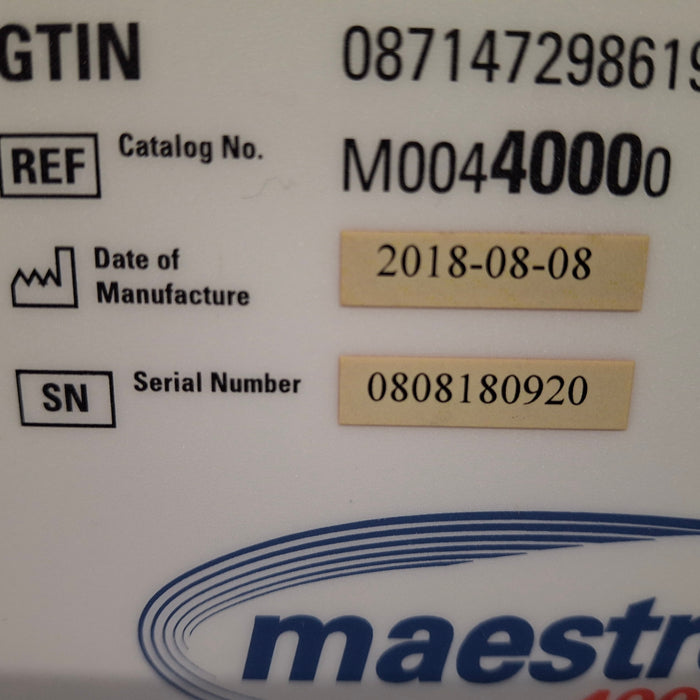 GTIN 08714729861
REF Catalog No. M00440000
Date of Manufacture 2018-08-08
SN Serial Number 0808180920
maestr